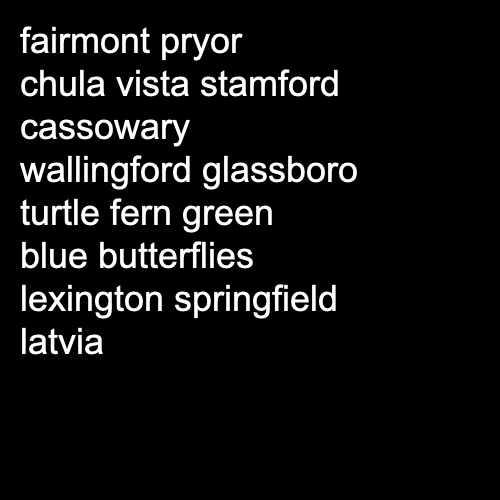 fairmont pryor
chula vista stamford
cassowary
wallingford glassboro
turtle fern green
blue butterflies
lexington springfield
latvia